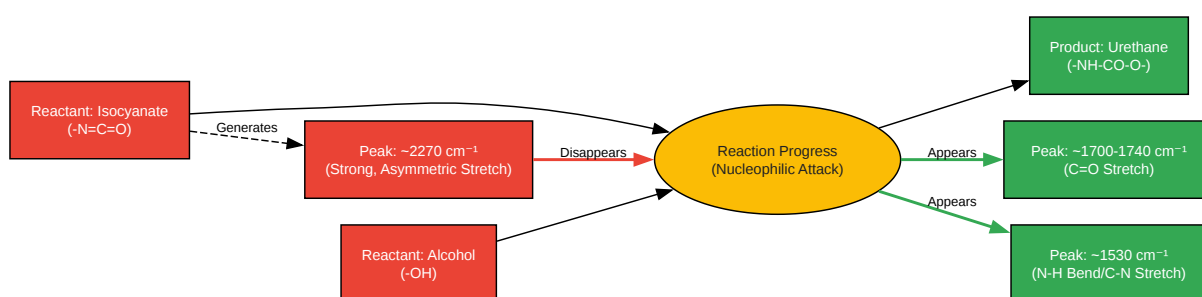 Reactant: Isocyanate
(-N=C=O)
Generates
Peak: ~2270 cm⁻¹
(Strong, Asymmetric Stretch)
Reactant: Alcohol
(-OH)
Disappears
Reaction Progress
(Nucleophilic Attack)
Product: Urethane
(-NH-CO-O-)
Appears
Peak: ~1700-1740 cm⁻¹
(C=O Stretch)
Appears
Peak: ~1530 cm⁻¹
(N-H Bend/C-N Stretch)